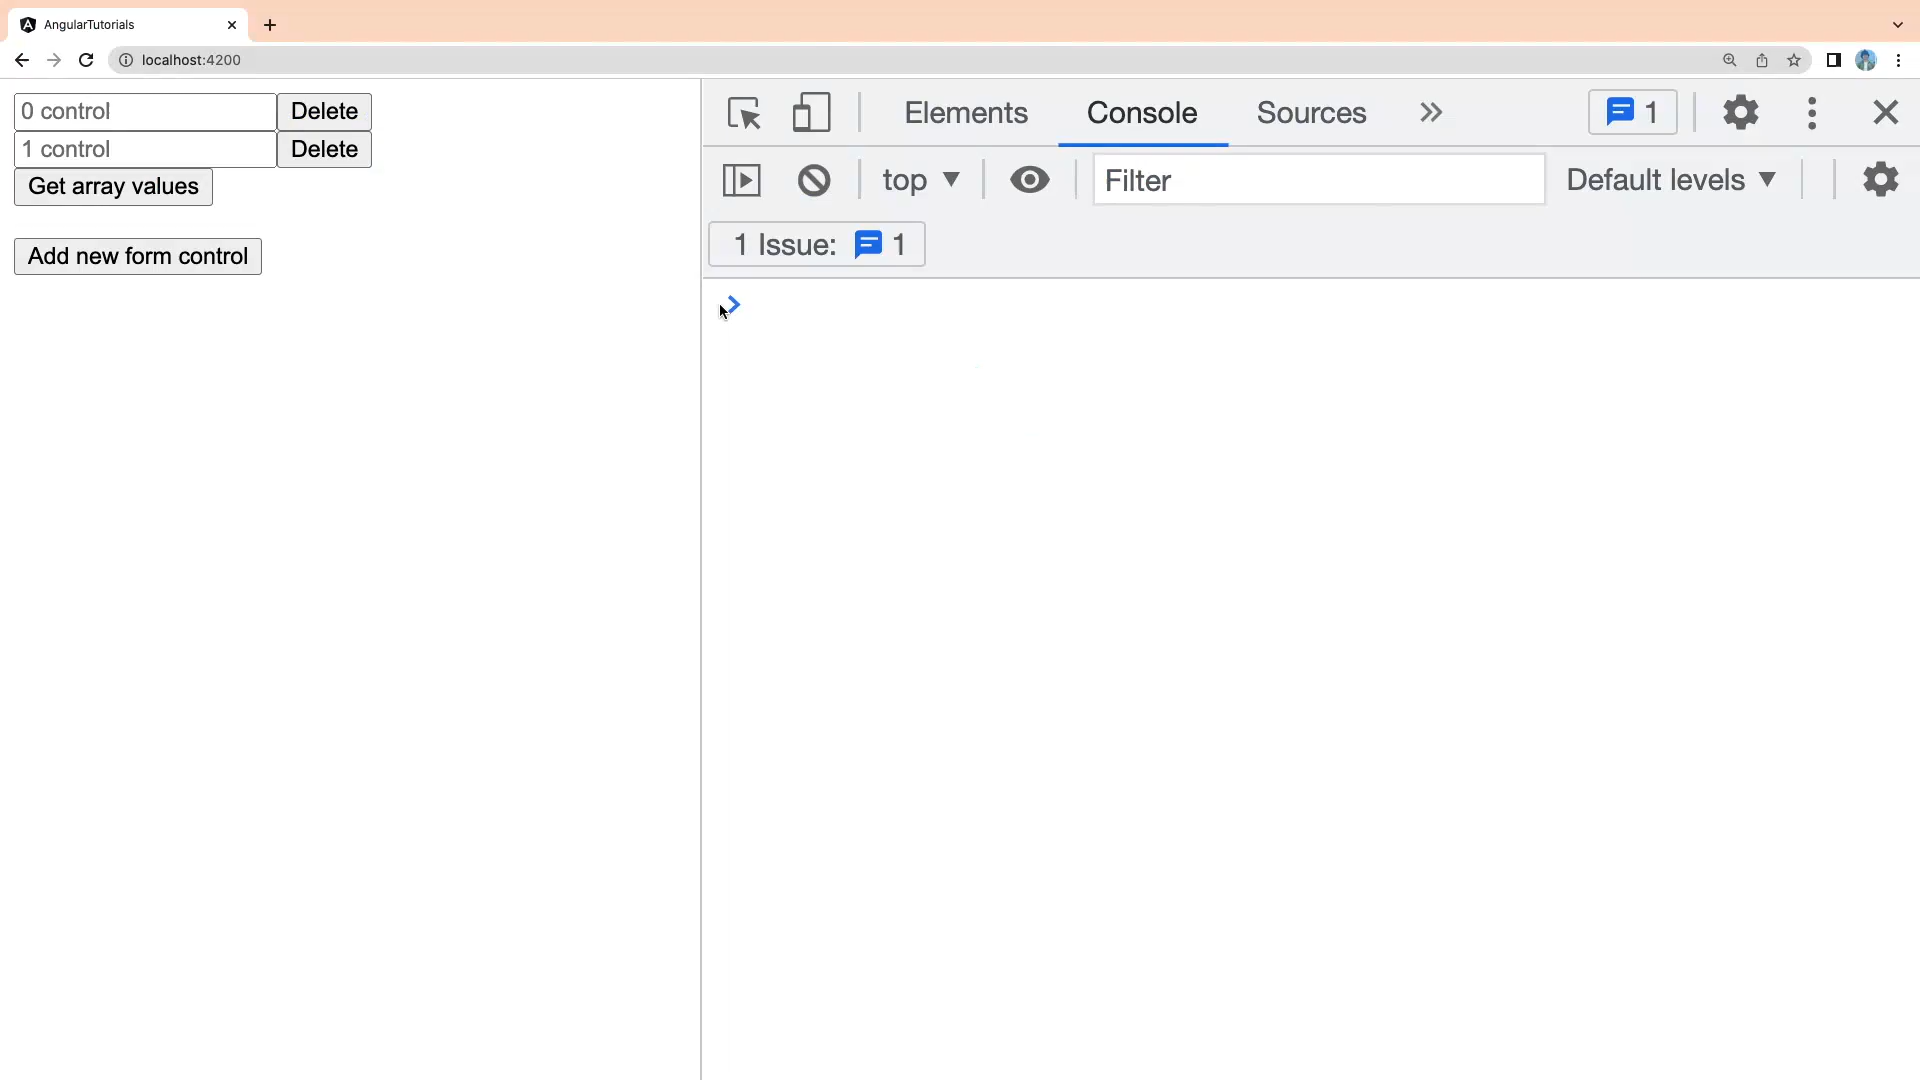 AngularTutorials
localhost:4200
0 control Delete
1 control Delete
Get array values
Add new form control
Elements Console Sources 1
top Filter Default levels
1 Issue: 1